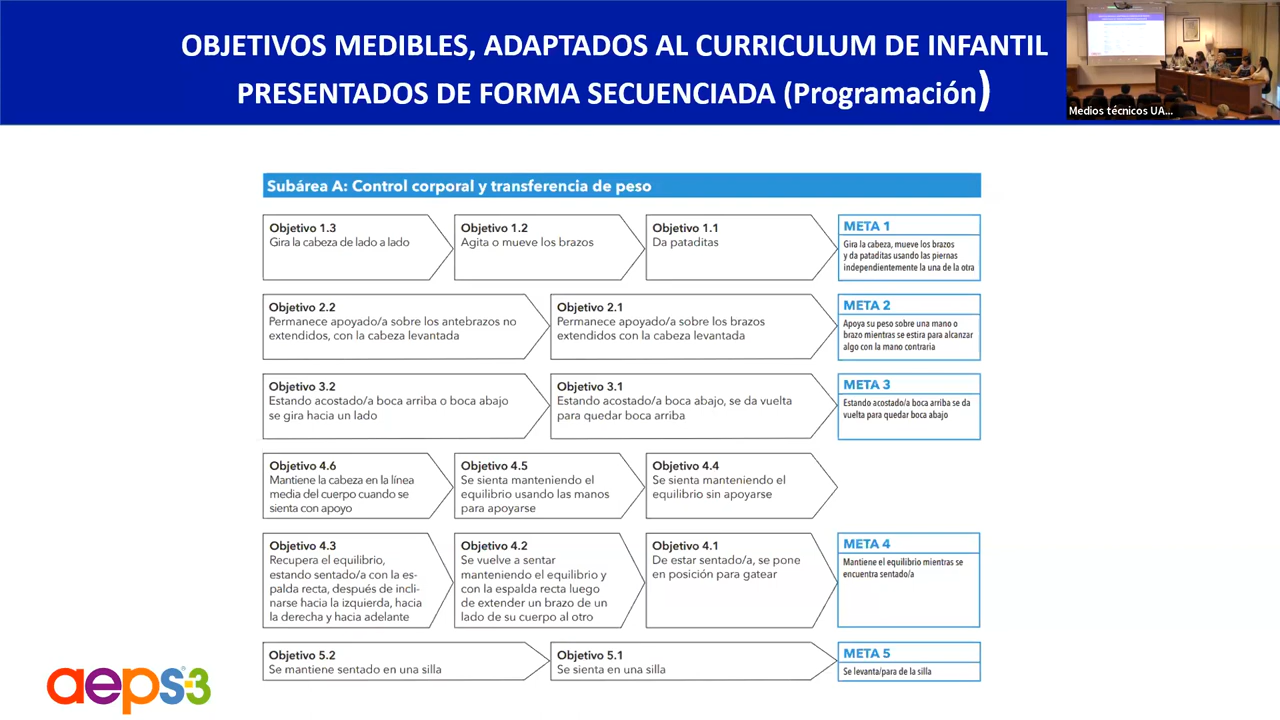 OBJETIVOS MEDIBLES, ADAPTADOS AL CURRICULUM DE INFANTIL
PRESENTADOS DE FORMA SECUENCIADA (Programación)
Medios técnicos UA...
Subárea A: Control corporal y transferencia de peso
Objetivo 1.3
Gira la cabeza de lado a lado
Objetivo 1.2
Agita o mueve los brazos
Objetivo 1.1
Da pataditas
META 1
Gira la cabeza, mueve los brazos
y da pataditas usando las piernas
independientemente la una de la otra
Objetivo 2.2
Permanece apoyado/a sobre los antebrazos no
extendidos, con la cabeza levantada
Objetivo 2.1
Permanece apoyado/a sobre los brazos
extendidos con la cabeza levantada
META 2
Apoya su peso sobre una mano o
brazo mientras se estira para alcanzar
algo con la mano contraria
Objetivo 3.2
Estando acostado/a boca arriba o boca abajo
se gira hacia un lado
Objetivo 3.1
Estando acostado/a boca abajo, se da vuelta
para quedar boca arriba
META 3
Estando acostado/a boca arriba se da
vuelta para quedar boca abajo
Objetivo 4.6
Mantiene la cabeza en la línea
media del cuerpo cuando se
sienta con apoyo
Objetivo 4.5
Se sienta manteniendo el
equilibrio usando las manos
para apoyarse
Objetivo 4.4
Se sienta manteniendo el
equilibrio sin apoyarse
Objetivo 4.3
Recupera el equilibrio,
estando sentado/a con la es-
palda recta, después de incli-
narse hacia la izquierda, hacia
la derecha y hacia adelante
Objetivo 4.2
Se vuelve a sentar
manteniendo el equilibrio y
con la espalda recta luego
de extender un brazo de un
lado de su cuerpo al otro
Objetivo 4.1
De estar sentado/a, se pone
en posición para gatear
META 4
Mantiene el equilibrio mientras se
encuentra sentado/a
Objetivo 5.2
Se mantiene sentado en una silla
Objetivo 5.1
Se sienta en una silla
META 5
Se levanta/para de la silla
aeps-3